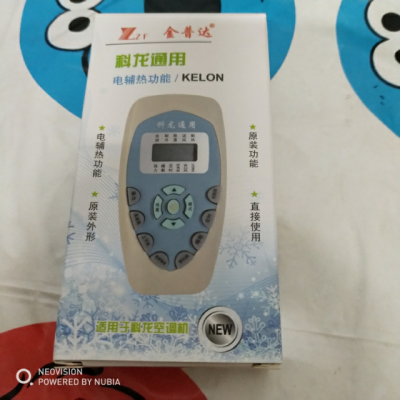 ZZY 金普达®
科龙通用
电辅热功能/KELON
科龙通用
电辅热功能
原装外形
原装功能
直接使用
适用于科龙空调机
NEW
NEOVISION
POWERED BY NUBIA